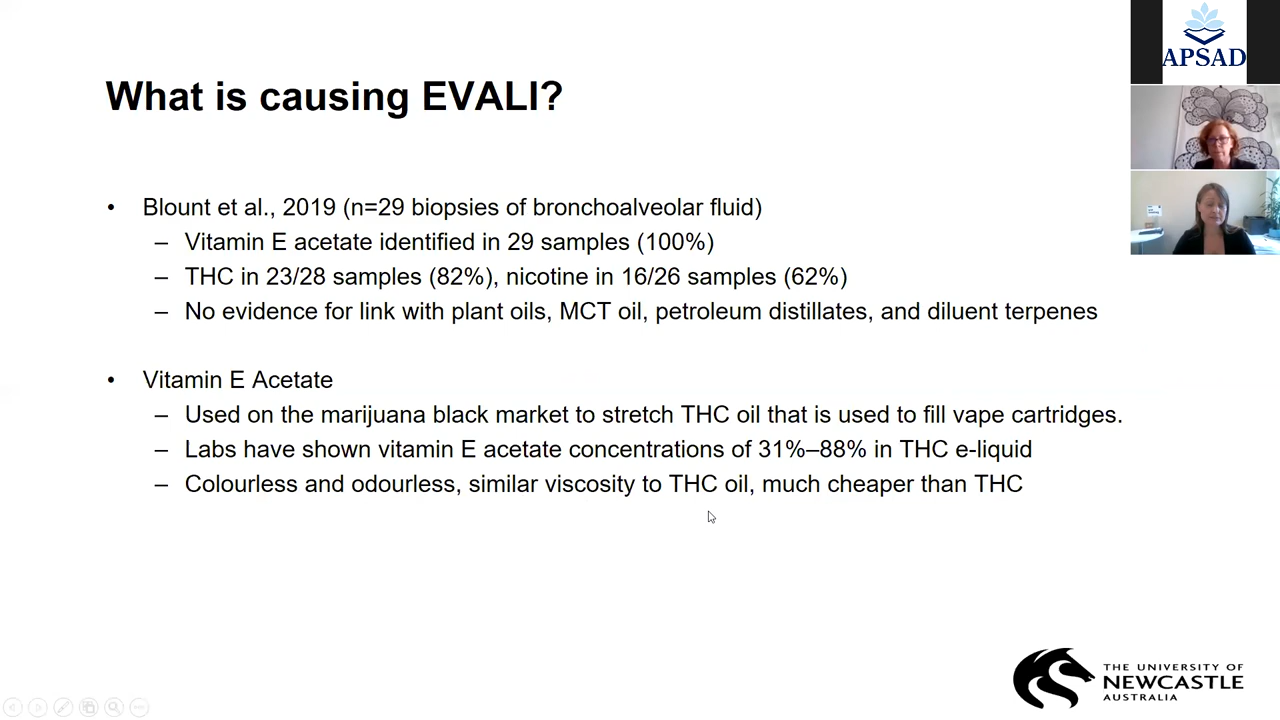 What is causing EVALI?
• Blount et al., 2019 (n=29 biopsies of bronchoalveolar fluid)
– Vitamin E acetate identified in 29 samples (100%)
– THC in 23/28 samples (82%), nicotine in 16/26 samples (62%)
– No evidence for link with plant oils, MCT oil, petroleum distillates, and diluent terpenes
• Vitamin E Acetate
– Used on the marijuana black market to stretch THC oil that is used to fill vape cartridges.
– Labs have shown vitamin E acetate concentrations of 31%–88% in THC e-liquid
– Colourless and odourless, similar viscosity to THC oil, much cheaper than THC
APSAD
THE UNIVERSITY OF
NEWCASTLE
AUSTRALIA